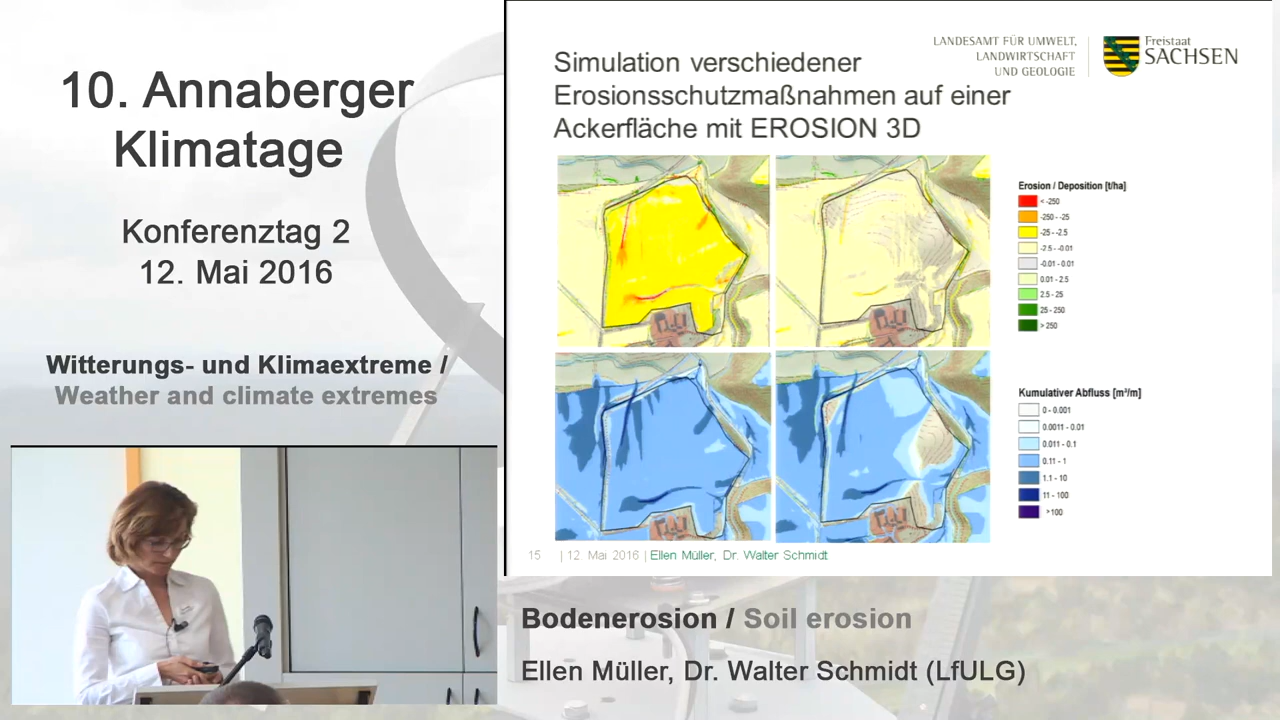 10. Annaberger
Klimatage
Konferenztag 2
12. Mai 2016
Witterungs- und Klimaextreme /
Weather and climate extremes
LANDESAMT FÜR UMWELT,
LANDWIRTSCHAFT
UND GEOLOGIE
Freistaat
SACHSEN
Simulation verschiedener
Erosionsschutzmaßnahmen auf einer
Ackerfläche mit EROSION 3D
Erosion / Deposition [t/ha]
< -250
-250 - -25
-25 - -2.5
-2.5 - -0.01
-0.01 - 0.01
0.01 - 2.5
2.5 - 25
25 - 250
> 250
Kumulativer Abfluss [m³/m]
0 - 0.001
0.0011 - 0.01
0.011 - 0.1
0.11 - 1
1.1 - 10
11 - 100
>100
15 | 12. Mai 2016 | Ellen Müller, Dr. Walter Schmidt
Bodenerosion / Soil erosion
Ellen Müller, Dr. Walter Schmidt (LfULG)